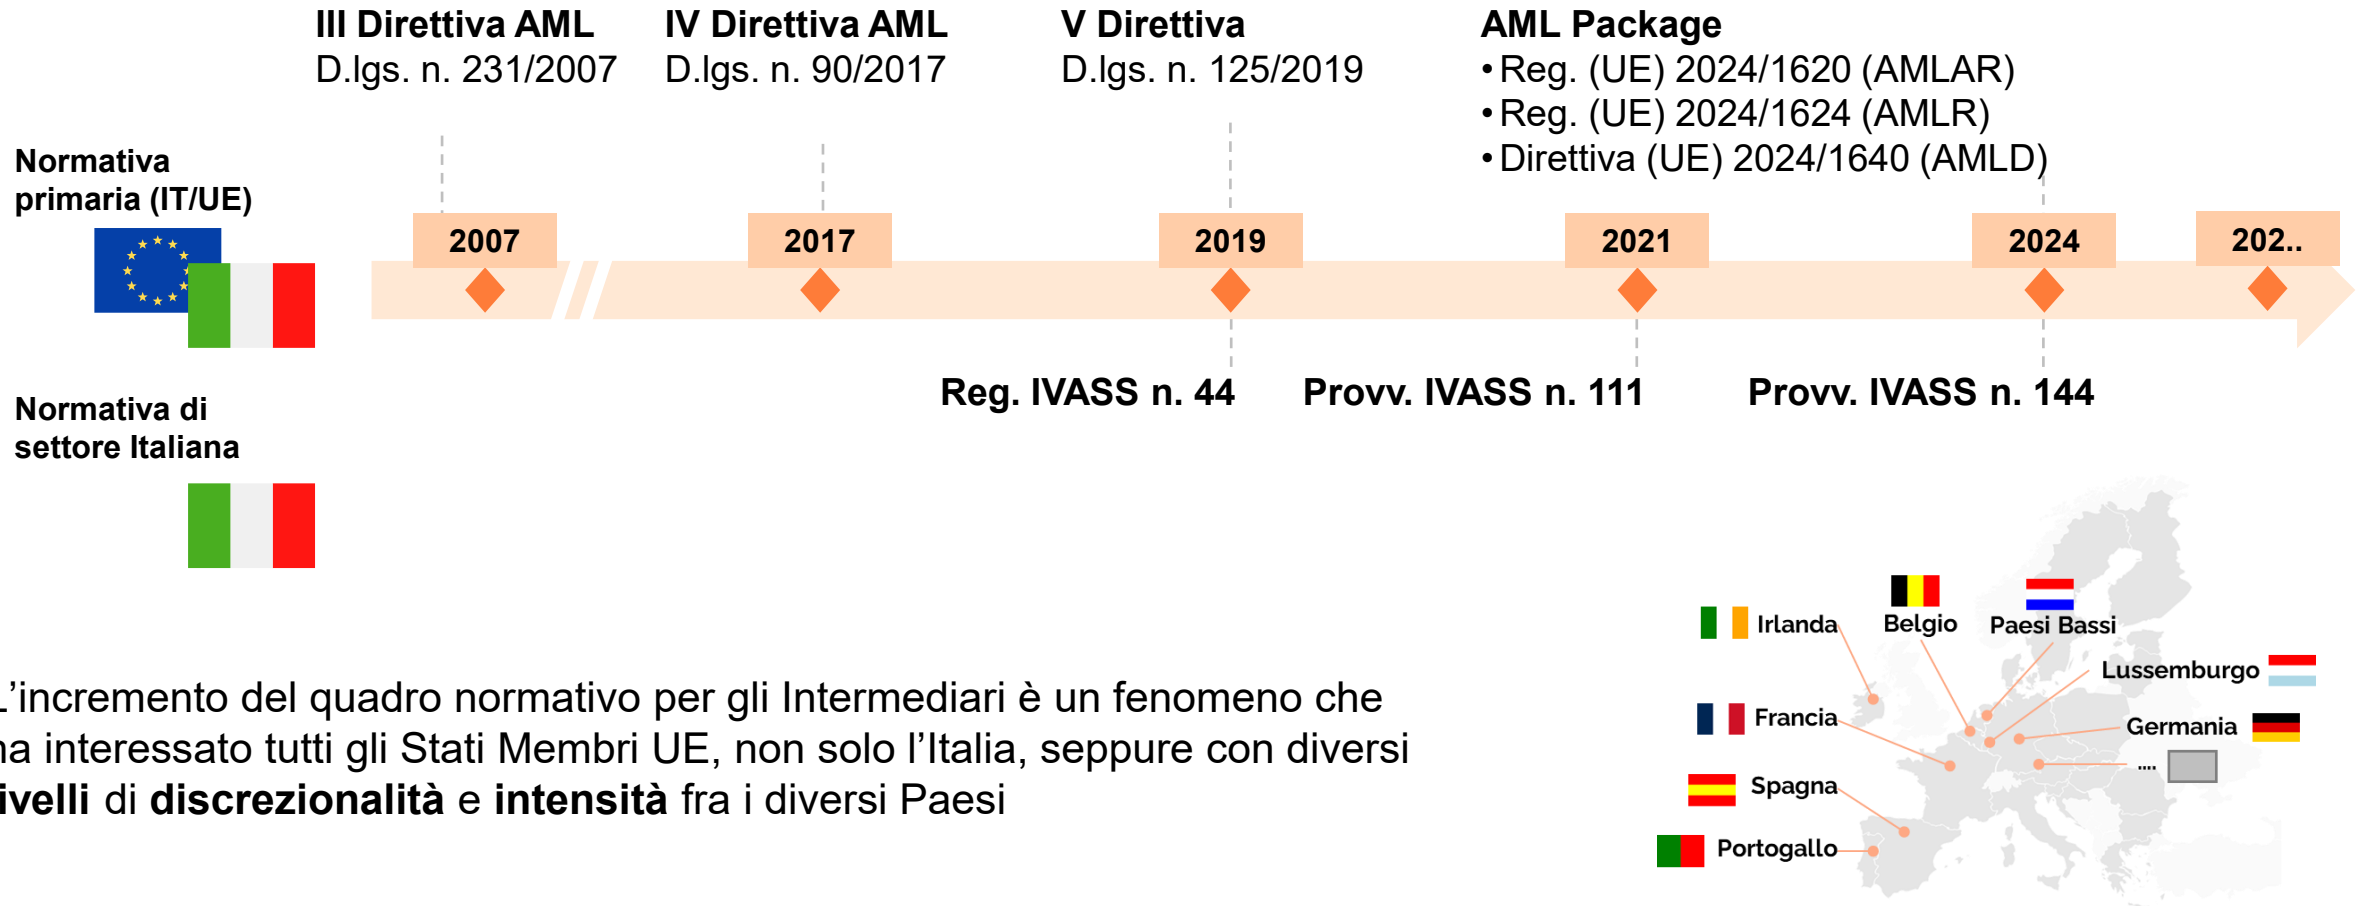 III Direttiva AML
D.lgs. n. 231/2007
IV Direttiva AML
D.lgs. n. 90/2017
V Direttiva
D.lgs. n. 125/2019
AML Package
• Reg. (UE) 2024/1620 (AMLAR)
• Reg. (UE) 2024/1624 (AMLR)
• Direttiva (UE) 2024/1640 (AMLD)
Normativa
primaria (IT/UE)
2007
2017
2019
2021
2024
202..
Reg. IVASS n. 44
Provv. IVASS n. 111
Provv. IVASS n. 144
Normativa di
settore Italiana
L’incremento del quadro normativo per gli Intermediari è un fenomeno che
ha interessato tutti gli Stati Membri UE, non solo l’Italia, seppure con diversi
livelli di discrezionalità e intensità fra i diversi Paesi
Irlanda
Belgio
Paesi Bassi
Lussemburgo
Francia
Germania
....
Spagna
Portogallo